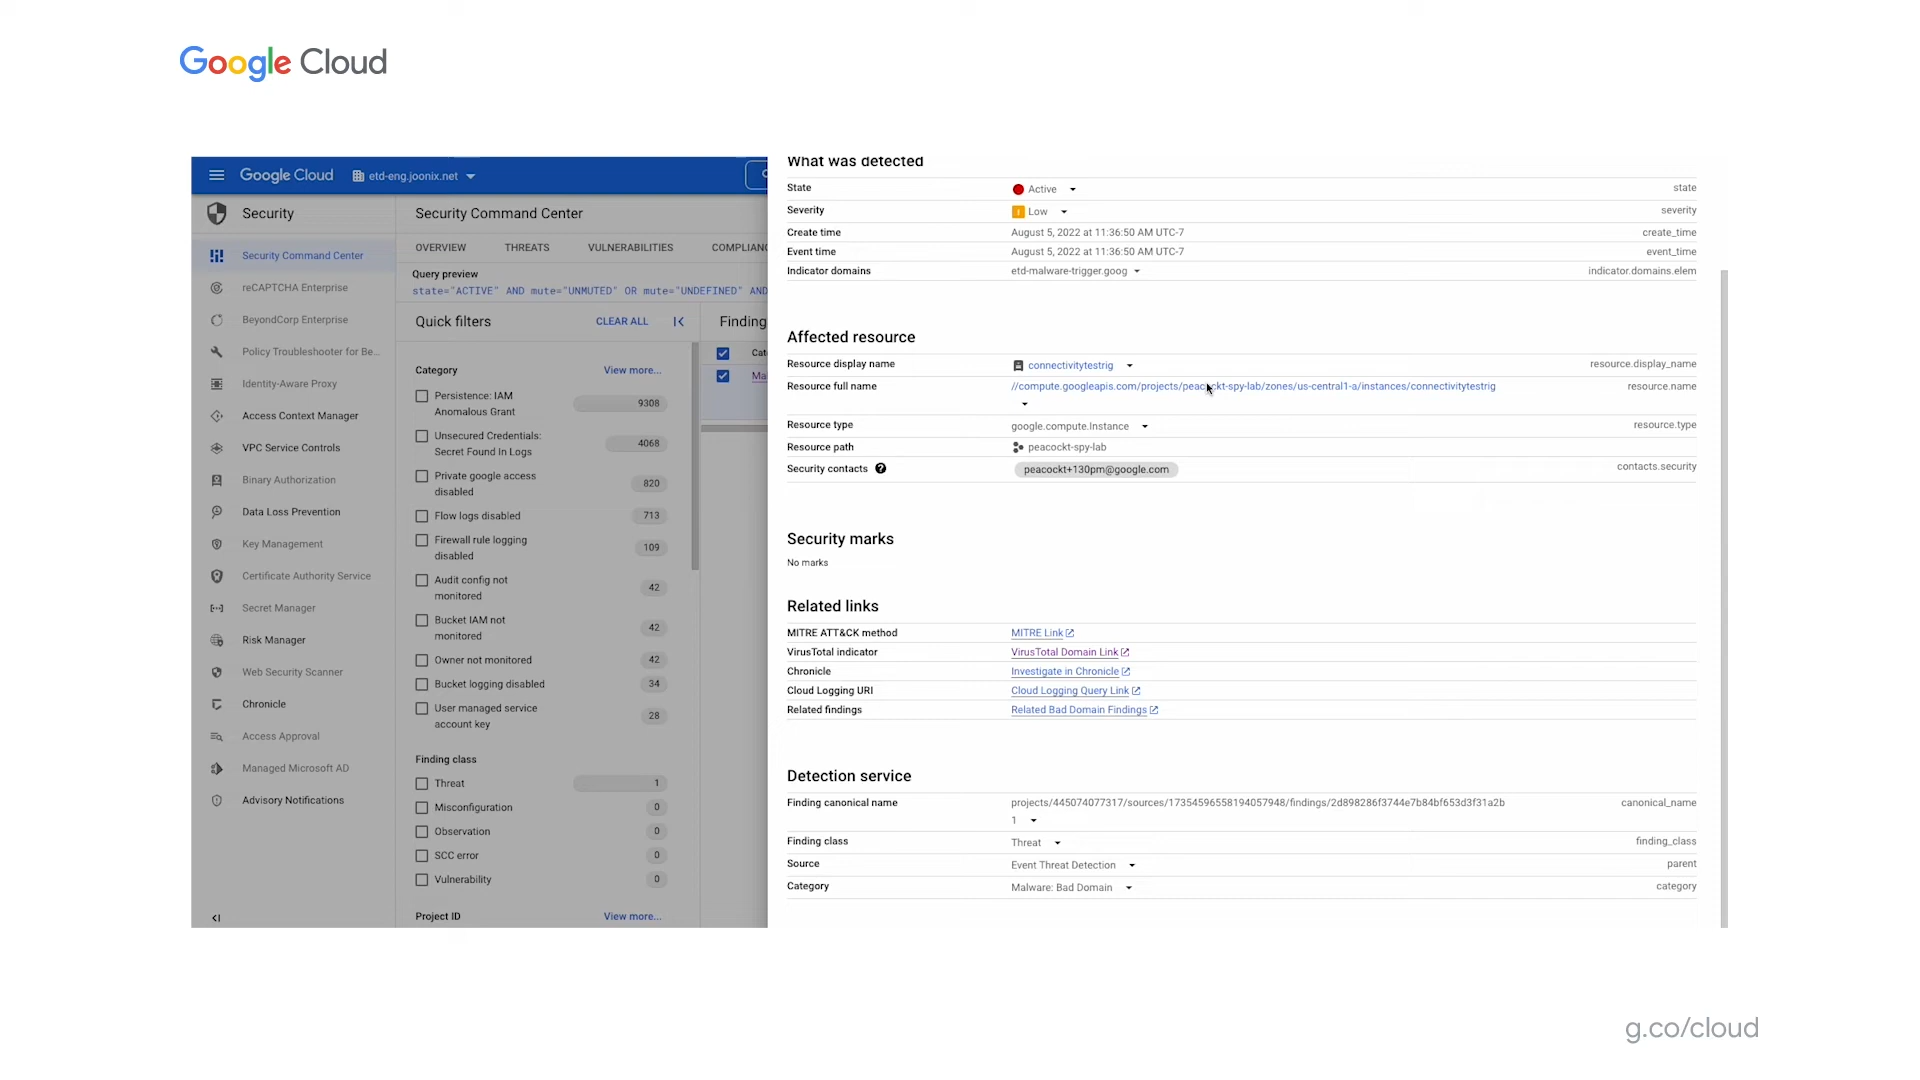 Google Cloud
Google Cloud
etd-eng.joonix.net
Security
Security Command Center
reCAPTCHA Enterprise
BeyondCorp Enterprise
Policy Troubleshooter for Be...
Identity-Aware Proxy
Access Context Manager
VPC Service Controls
Binary Authorization
Data Loss Prevention
Key Management
Certificate Authority Service
Secret Manager
Risk Manager
Web Security Scanner
Chronicle
Access Approval
Managed Microsoft AD
Advisory Notifications
Security Command Center
OVERVIEW THREATS VULNERABILITIES COMPLIANC
Query preview
state="ACTIVE" AND mute="UNMUTED" OR mute="UNDEFINED" AND
Quick filters CLEAR ALL
Category View more...
Persistence: IAM
Anomalous Grant 9308
Unsecured Credentials:
Secret Found In Logs 4068
Private google access
disabled 820
Flow logs disabled 713
Firewall rule logging
disabled 109
Audit config not
monitored 42
Bucket IAM not
monitored 42
Owner not monitored 42
Bucket logging disabled 34
User managed service
account key 28
Finding class
Threat 1
Misconfiguration 0
Observation 0
SCC error 0
Vulnerability 0
Project ID View more...
Finding
Cat
Ma
What was detected
State Active state
Severity Low severity
Create time August 5, 2022 at 11:36:50 AM UTC-7 create_time
Event time August 5, 2022 at 11:36:50 AM UTC-7 event_time
Indicator domains etd-malware-trigger.goog indicator.domains.elem
Affected resource
Resource display name connectivitytestrig resource.display_name
Resource full name //compute.googleapis.com/projects/peacockt-spy-lab/zones/us-central1-a/instances/connectivitytestrig resource.name
Resource type google.compute.Instance resource.type
Resource path peacockt-spy-lab
Security contacts peacockt+130pm@google.com contacts.security
Security marks
No marks
Related links
MITRE ATT&CK method MITRE Link
VirusTotal indicator VirusTotal Domain Link
Chronicle Investigate in Chronicle
Cloud Logging URI Cloud Logging Query Link
Related findings Related Bad Domain Findings
Detection service
Finding canonical name projects/445074077317/sources/17354596558194057948/findings/2d898286f3744e7b84bf653d3f31a2b canonical_name
1
Finding class Threat finding_class
Source Event Threat Detection parent
Category Malware: Bad Domain category
g.co/cloud